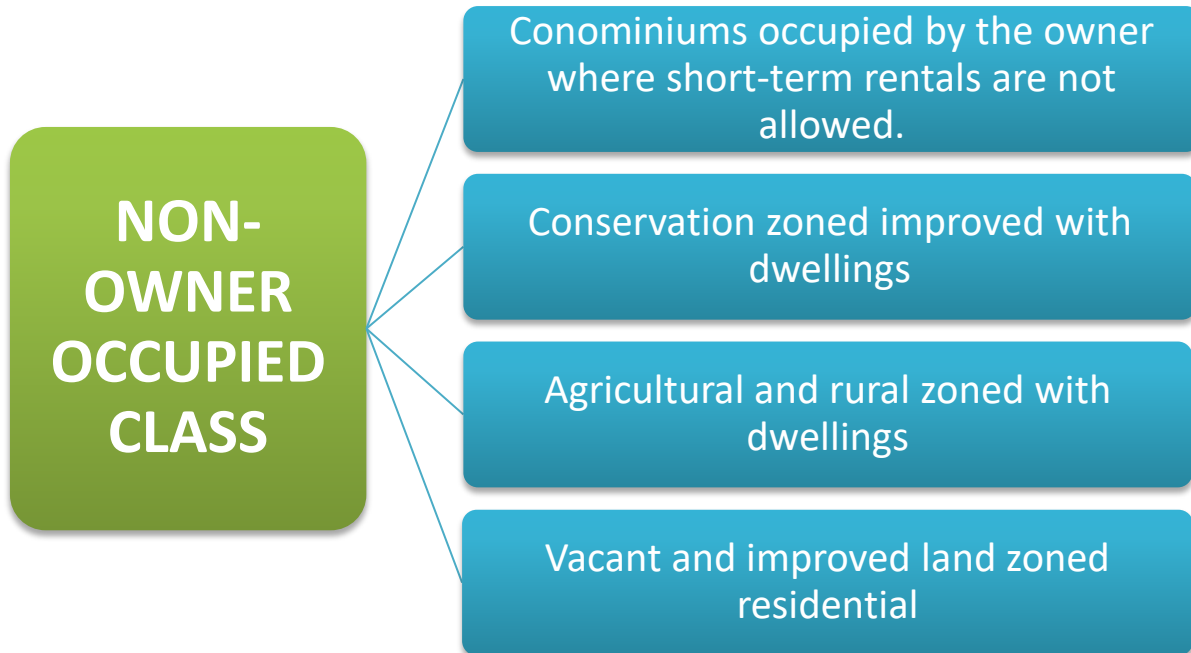 NON-
OWNER
OCCUPIED
CLASS
Conominiums occupied by the owner
where short-term rentals are not
allowed.
Conservation zoned improved with
dwellings
Agricultural and rural zoned with
dwellings
Vacant and improved land zoned
residential